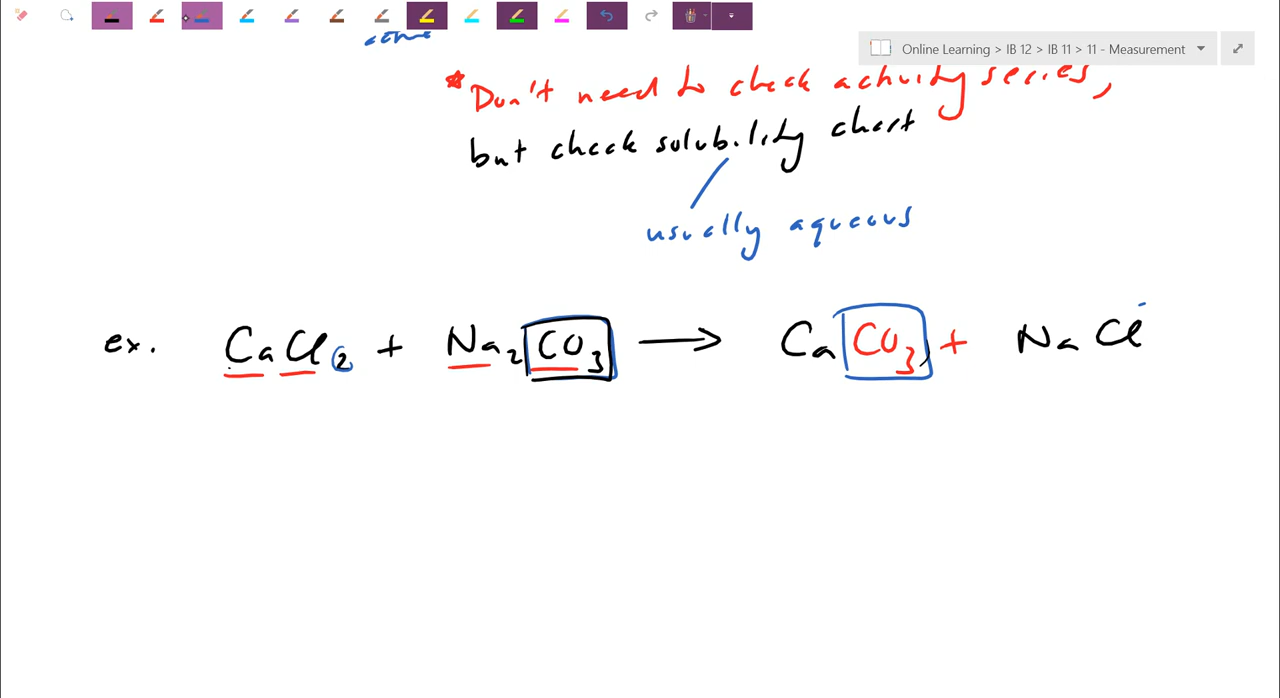 Online Learning > IB 12 > IB 11 > 11 - Measurement
*Don't need to check activity series,
but check solubility chart
usually aqueous
ex. CaCl₂ + Na₂CO₃ → CaCO₃ + NaCl